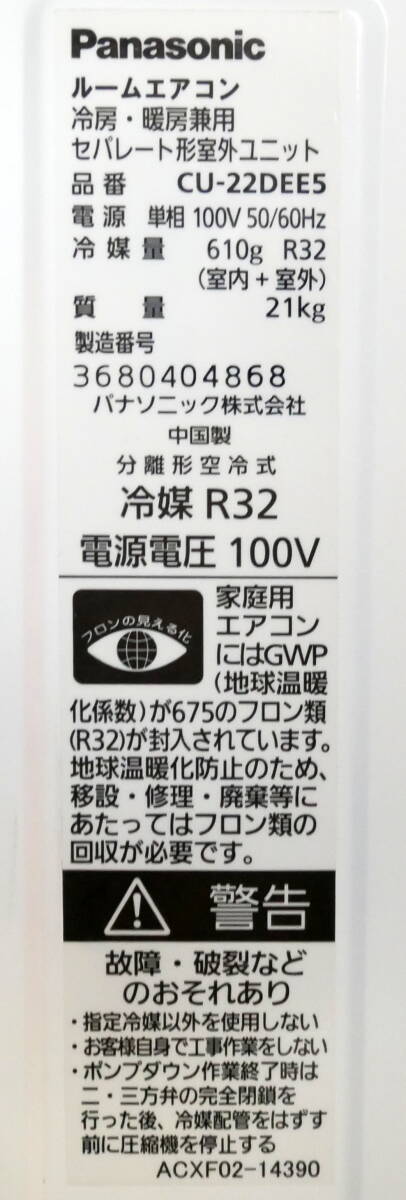 Panasonic
ルームエアコン
冷房・暖房兼用
セパレート形室外ユニット
品番 CU-22DEE5
電源 単相 100V 50/60Hz
冷媒量 610g R32
(室内+室外)
質量 21kg
製造番号
3680404868
パナソニック株式会社
中国製
分離形空冷式
冷媒 R32
電源電圧 100V
フロンの見える化
家庭用
エアコン
にはGWP
(地球温暖
化係数)が675のフロン類
(R32)が封入されています。
地球温暖化防止のため、
移設・修理・廃棄等に
あたってはフロン類の
回収が必要です。
警告
故障・破裂など
のおそれあり
・指定冷媒以外を使用しない
・お客様自身で工事作業をしない
・ポンプダウン作業終了時は
二・三方弁の完全閉鎖を
行った後、冷媒配管をはずす
前に圧縮機を停止する
ACXF02-14390